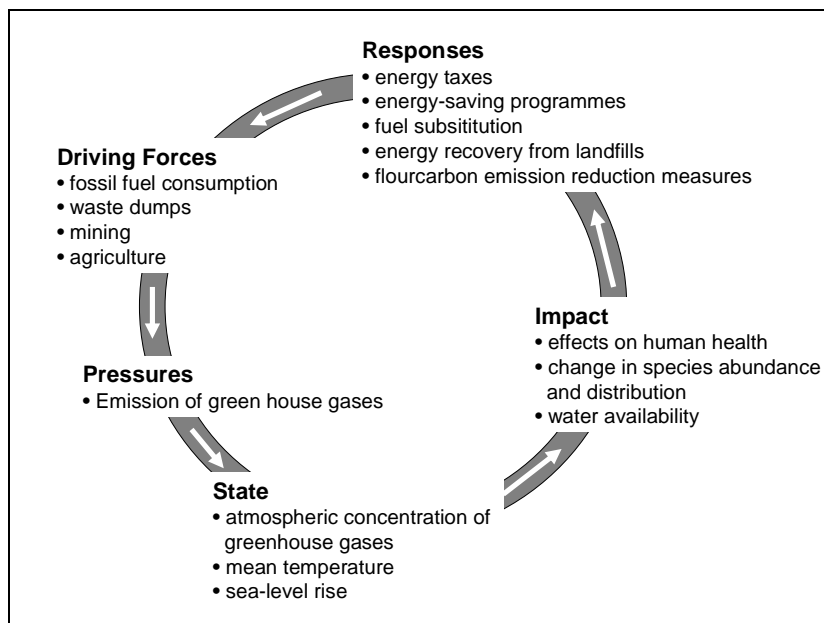 Responses
• energy taxes
• energy-saving programmes
• fuel subsititution
• energy recovery from landfills
• flourcarbon emission reduction measures
Driving Forces
• fossil fuel consumption
• waste dumps
• mining
• agriculture
Impact
• effects on human health
• change in species abundance
and distribution
• water availability
Pressures
• Emission of green house gases
State
• atmospheric concentration of
greenhouse gases
• mean temperature
• sea-level rise